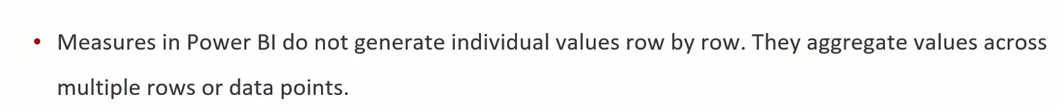 • Measures in Power BI do not generate individual values row by row. They aggregate values across
multiple rows or data points.